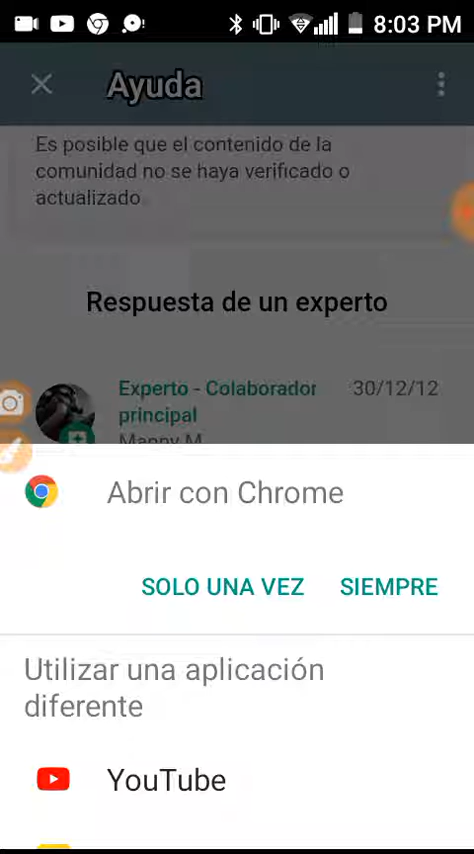 8:03 PM
Ayuda
Es posible que el contenido de la
comunidad no se haya verificado o
actualizado
Respuesta de un experto
Experto - Colaborador 30/12/12
principal
Manny M
Abrir con Chrome
SOLO UNA VEZ SIEMPRE
Utilizar una aplicación
diferente
YouTube